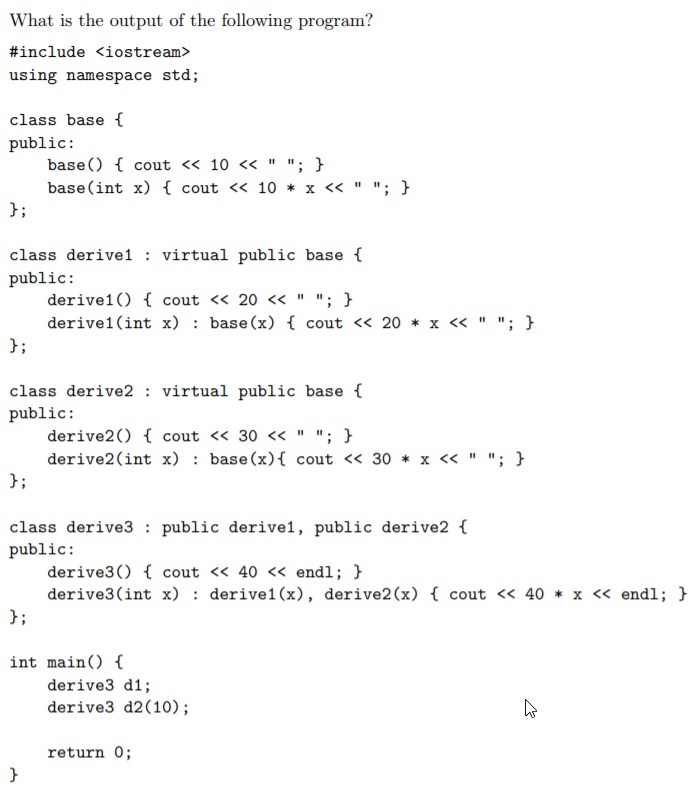 What is the output of the following program?
#include <iostream>
using namespace std;
class base {
public:
base() { cout << 10 << " "; }
base(int x) { cout << 10 * x << " "; }
};
class derive1 : virtual public base {
public:
derive1() { cout << 20 << " "; }
derive1(int x) : base(x) { cout << 20 * x << " "; }
};
class derive2 : virtual public base {
public:
derive2() { cout << 30 << " "; }
derive2(int x) : base(x){ cout << 30 * x << " "; }
};
class derive3 : public derive1, public derive2 {
public:
derive3() { cout << 40 << endl; }
derive3(int x) : derive1(x), derive2(x) { cout << 40 * x << endl; }
};
int main() {
derive3 d1;
derive3 d2(10);
return 0;
}